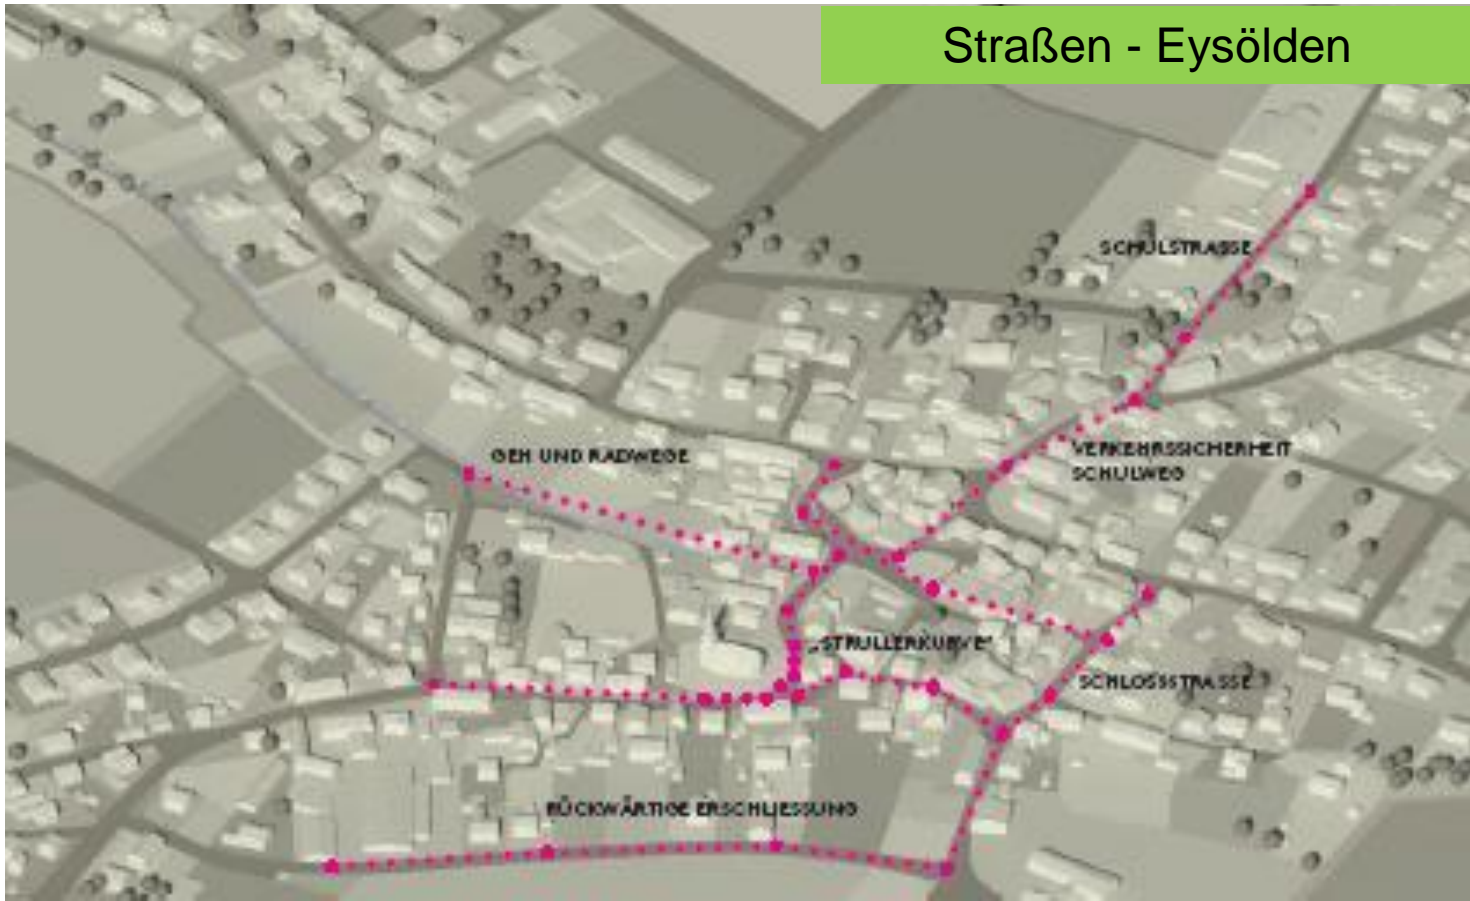 Straßen - Eysölden
SCHULSTRASSE
GEH UND RADWEGE
VERKEHRSSICHERHEIT
SCHULWEG
„STRULLERKURVE"
SCHLOSSSTRASSE
RÜCKWÄRTIGE ERSCHLIESSUNG